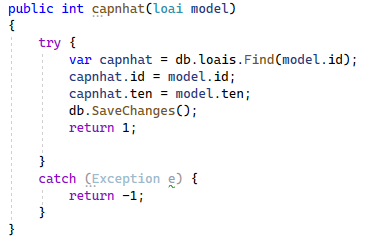 public int capnhat(loai model)
{
try {
var capnhat = db.loais.Find(model.id);
capnhat.id = model.id;
capnhat.ten = model.ten;
db.SaveChanges();
return 1;
}
catch (Exception e) {
return -1;
}
}